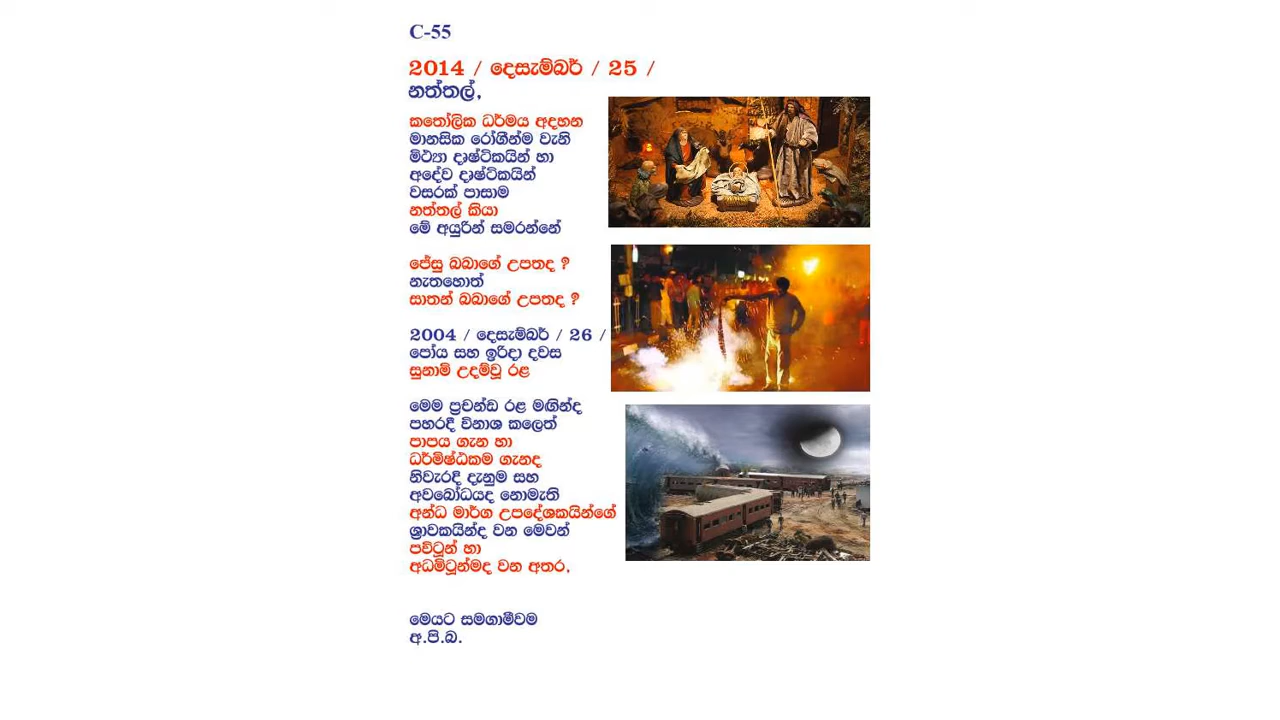 C-55
2014 / දෙසැම්බර් / 25 /
නත්තල්,
කතෝලික ධර්මය අදහන
මානසික රෝගීන්ම වැනි
මිථ්‍යා දෘෂ්ටිකයින් හා
අදේව දෘෂ්ටිකයින්
වසරක් පාසාම
නත්තල් කියා
මේ අයුරින් සමරන්නේ
ජේසු බබාගේ උපතද ?
නැතහොත්
සාතන් බබාගේ උපතද ?
2004 / දෙසැම්බර් / 26 /
පෝය සහ ඉරිදා දවස
සුනාමි උදම්වූ රළ
මෙම ප්‍රචන්ඩ රළ මඟින්ද
පහරදී විනාශ කලෙත්
පාපය ගැන හා
ධර්මිෂ්ඨකම ගැනද
නිවැරදි දැනුම සහ
අවබෝධයද නොමැති
අන්ධ මාර්ග උපදේශකයින්ගේ
ශ්‍රාවකයින්ද වන මෙවන්
පව්ටූන් හා
අධමිටුන්මද වන අතර,
මෙයට සමගාමීවම
අ.පි.බ.